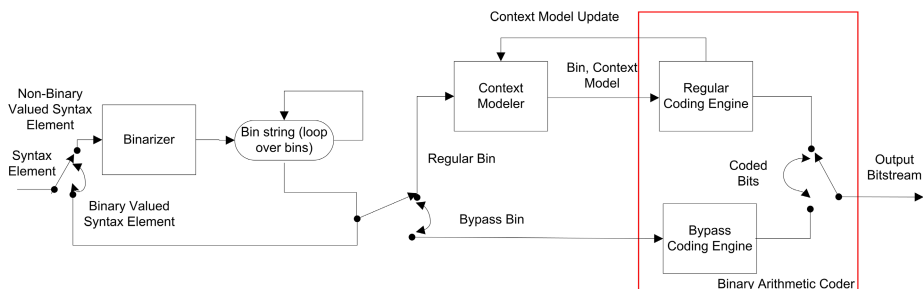 Context Model Update
Non-Binary
Valued Syntax
Element
Binarizer
Bin string (loop
over bins)
Context
Modeler
Bin, Context
Model
Regular
Coding Engine
Syntax
Element
Regular Bin
Coded
Bits
Output
Bitstream
Binary Valued
Syntax Element
Bypass Bin
Bypass
Coding Engine
Binary Arithmetic Coder